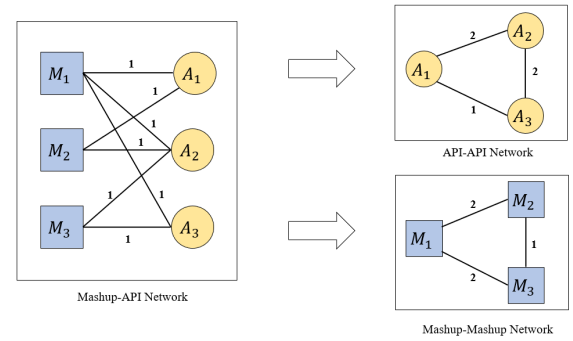 M₁
A₁
M₂
A₂
M₃
A₃
1
1
1
1
1
1
1
Mashup-API Network
A₁
A₂
A₃
2
2
1
API-API Network
M₁
M₂
M₃
2
1
2
Mashup-Mashup Network